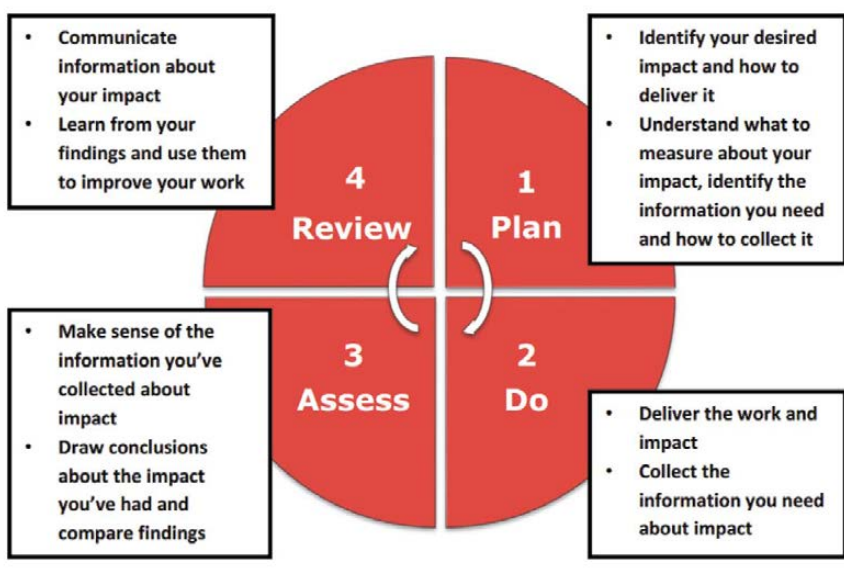 • Communicate
information about
your impact
• Learn from your
findings and use them
to improve your work
• Identify your desired
impact and how to
deliver it
• Understand what to
measure about your
impact, identify the
information you need
and how to collect it
4
Review
1
Plan
3
Assess
2
Do
• Make sense of the
information you’ve
collected about
impact
• Draw conclusions
about the impact
you’ve had and
compare findings
• Deliver the work and
impact
• Collect the
information you need
about impact